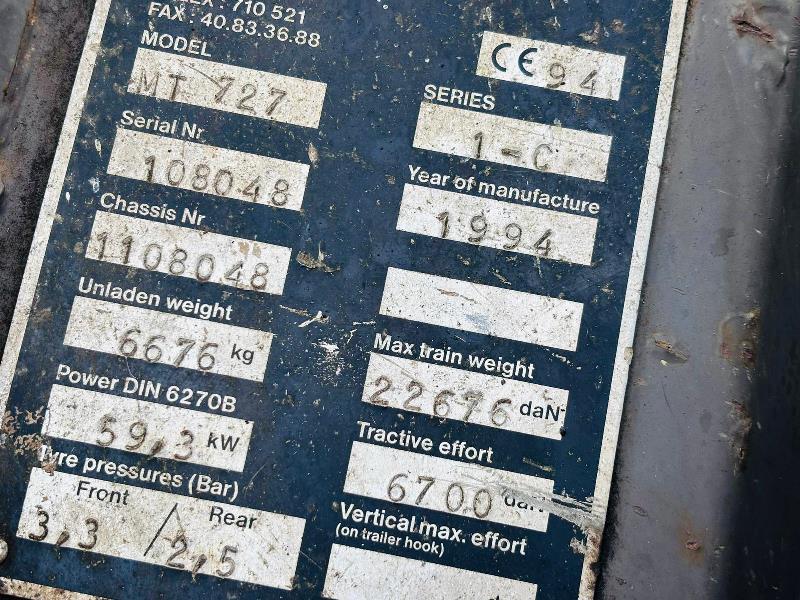 : 710 521
FAX : 40.83.36.88
MODEL
MT 727
CE 94
SERIES
1-C
Serial Nr
108048
Year of manufacture
1994
Chassis Nr
1108048
Unladen weight
6676 kg
Max train weight
22676 daN
Power DIN 6270B
59,3 kW
Tractive effort
6700 daN
Tyre pressures (Bar)
Front Rear
3,3 / 2,5
Vertical max. effort
(on trailer hook)